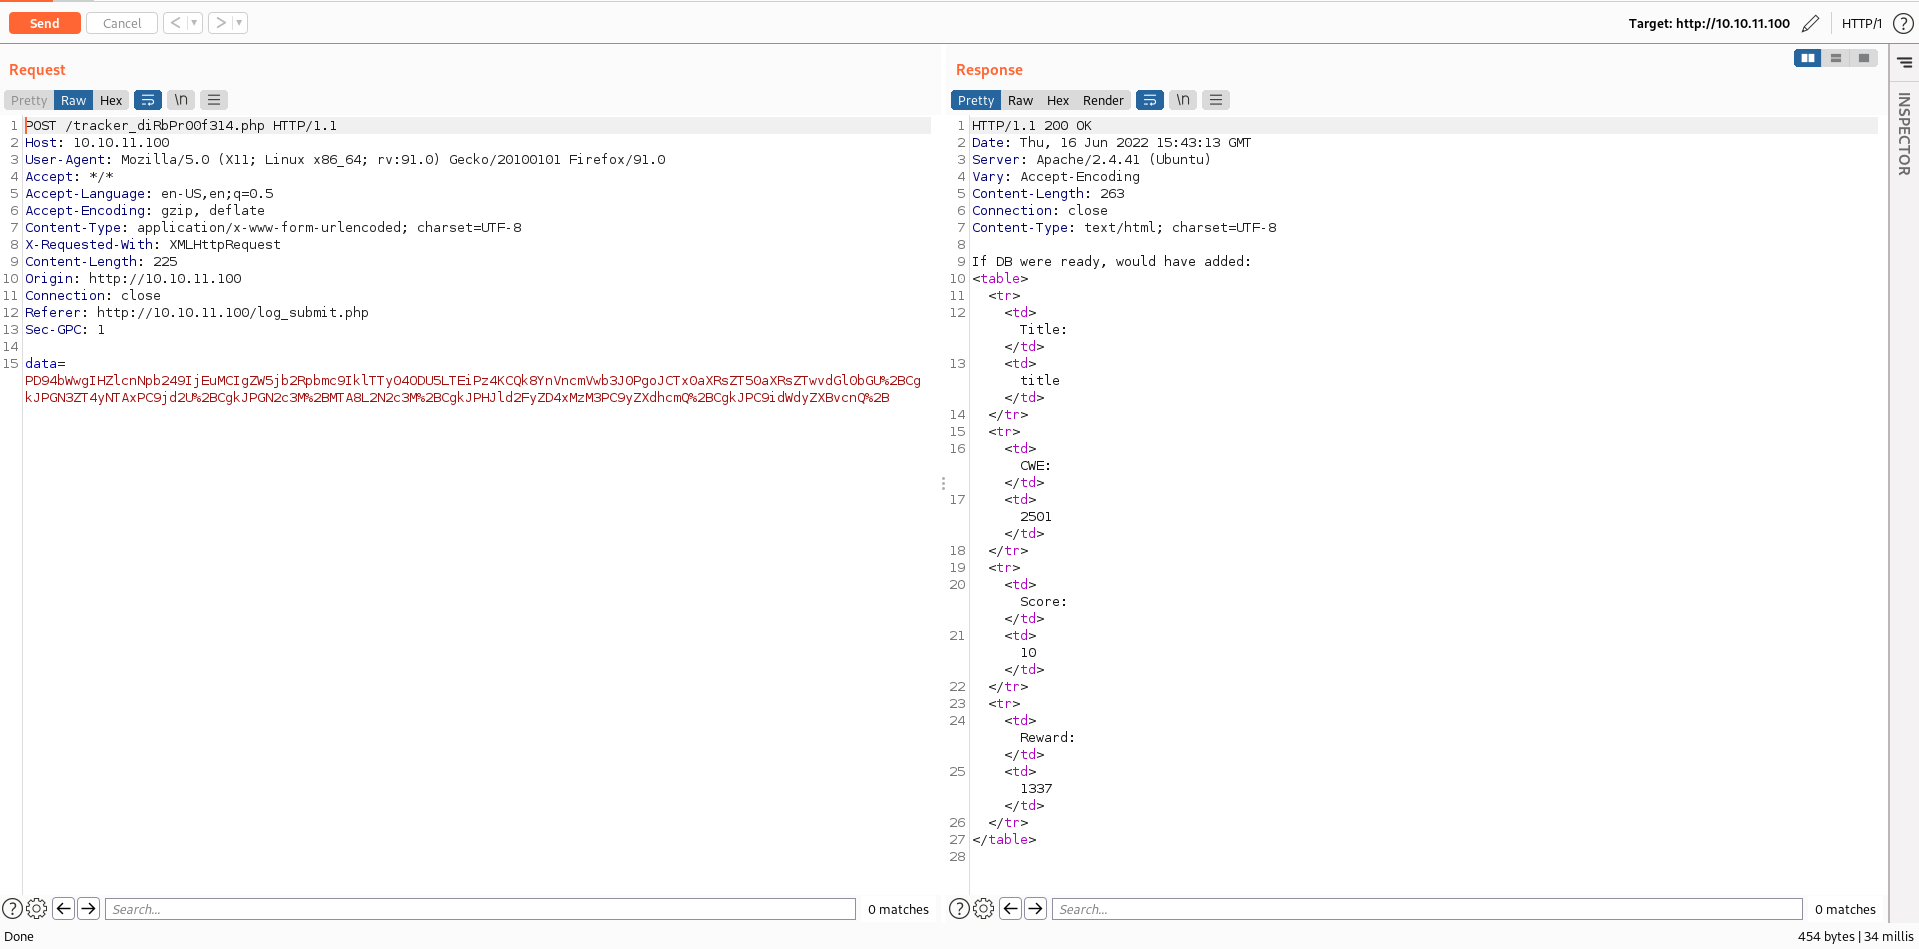 Send
Cancel
Target: http://10.10.11.100
HTTP/1
Request
Pretty Raw Hex \n
1 POST /tracker_diRbPr00f314.php HTTP/1.1
2 Host: 10.10.11.100
3 User-Agent: Mozilla/5.0 (X11; Linux x86_64; rv:91.0) Gecko/20100101 Firefox/91.0
4 Accept: */*
5 Accept-Language: en-US,en;q=0.5
6 Accept-Encoding: gzip, deflate
7 Content-Type: application/x-www-form-urlencoded; charset=UTF-8
8 X-Requested-With: XMLHttpRequest
9 Content-Length: 225
10 Origin: http://10.10.11.100
11 Connection: close
12 Referer: http://10.10.11.100/log_submit.php
13 Sec-GPC: 1
14
15 data=
PD94bWwgIHZlcnNpb249IjEuMCIgZW5jb2Rpbmc9IklTTy04ODU5LTEiPz4KCQk8YnVncmVwb3J0PgoJCTx0aXRsZT50aXRsZTwvdGl0bGU%2BCg
kJPGN3ZT4yNTAxPC9jd2U%2BCgkJPGN2c3M%2BMTA8L2N2c3M%2BCgkJPHJld2FyZD4xMzM3PC9yZXdhcmQ%2BCgkJPC9idWdyZXBvcnQ%2B
Search...
0 matches
Response
Pretty Raw Hex Render \n
1 HTTP/1.1 200 OK
2 Date: Thu, 16 Jun 2022 15:43:13 GMT
3 Server: Apache/2.4.41 (Ubuntu)
4 Vary: Accept-Encoding
5 Content-Length: 263
6 Connection: close
7 Content-Type: text/html; charset=UTF-8
8
9 If DB were ready, would have added:
10 <table>
11 <tr>
12 <td>
Title:
</td>
13 <td>
title
</td>
14 </tr>
15 <tr>
16 <td>
CWE:
</td>
17 <td>
2501
</td>
18 </tr>
19 <tr>
20 <td>
Score:
</td>
21 <td>
10
</td>
22 </tr>
23 <tr>
24 <td>
Reward:
</td>
25 <td>
1337
</td>
26 </tr>
27 </table>
28
Search...
0 matches
INSPECTOR
Done
454 bytes | 34 millis